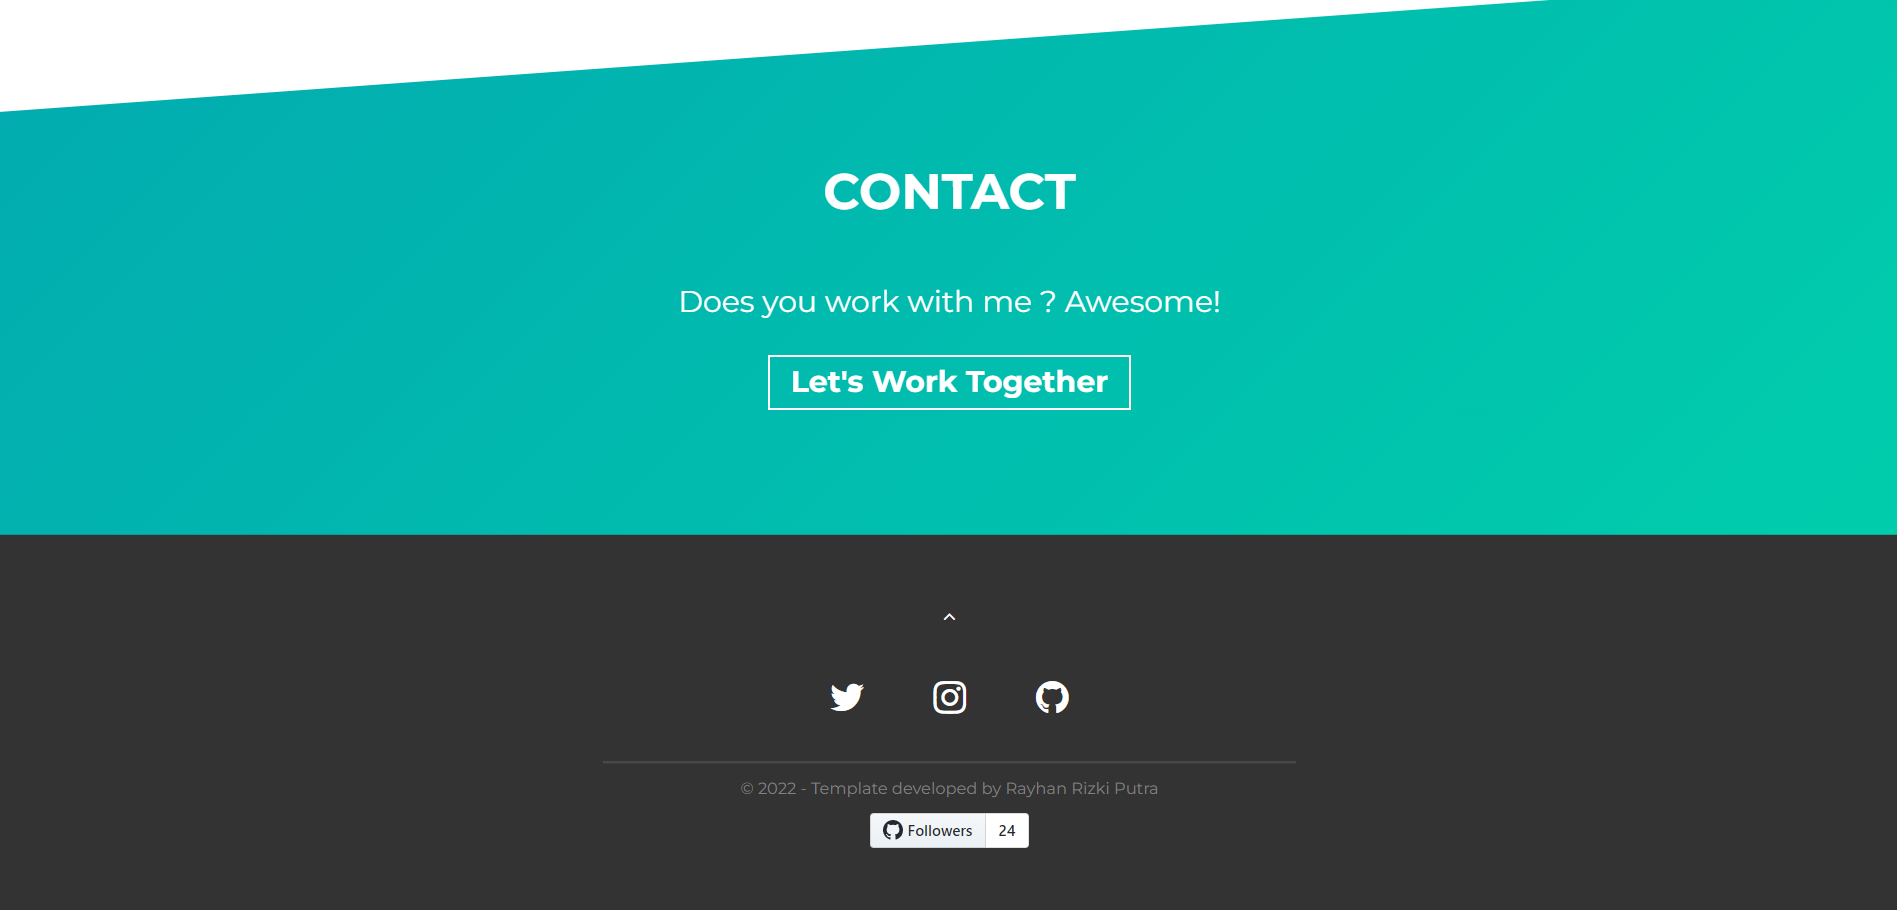 CONTACT
Does you work with me ? Awesome!
Let's Work Together
© 2022 - Template developed by Rayhan Rizki Putra
Followers 24